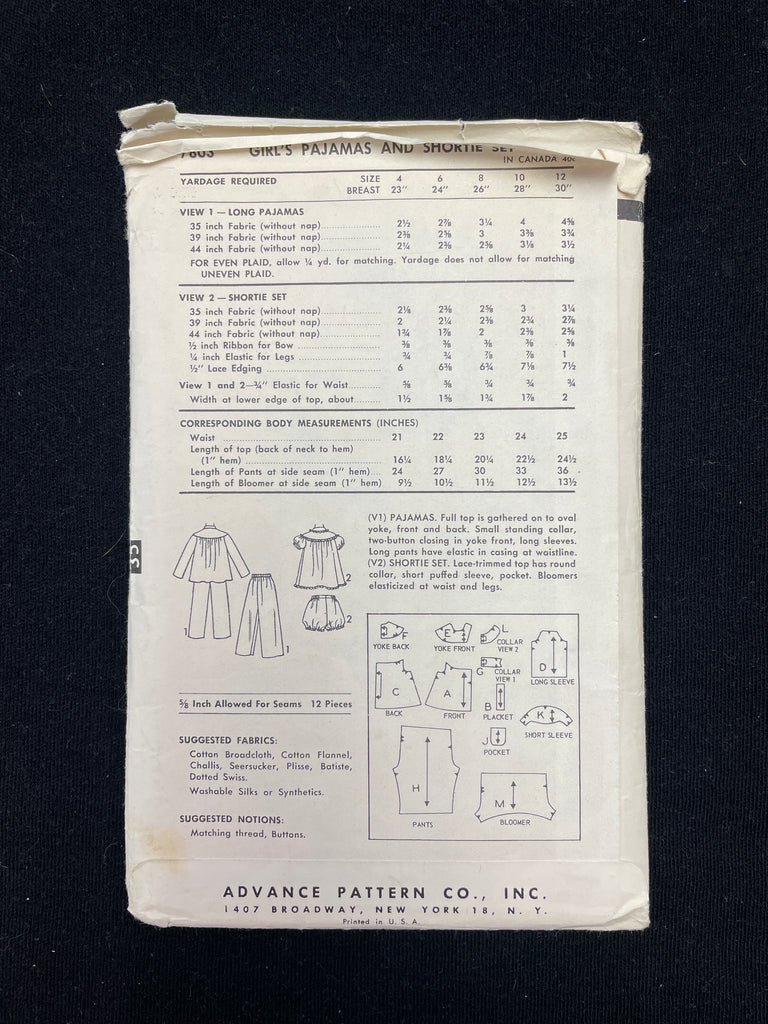 7803 GIRL'S PAJAMAS AND SHORTIE SET
IN CANADA 40¢
YARDAGE REQUIRED SIZE 4 6 8 10 12
BREAST 23" 24" 26" 28" 30"
VIEW 1 — LONG PAJAMAS
35 inch Fabric (without nap) 2½ 2⅞ 3¼ 4 4⅝
39 inch Fabric (without nap) 2⅜ 2⅝ 3 3⅜ 3¾
44 inch Fabric (without nap) 2¼ 2⅜ 2⅝ 3⅛ 3½
FOR EVEN PLAID, allow ¼ yd. for matching. Yardage does not allow for matching
UNEVEN PLAID.
VIEW 2 — SHORTIE SET
35 inch Fabric (without nap) 2⅛ 2⅜ 2⅝ 3 3¼
39 inch Fabric (without nap) 2 2¼ 2⅜ 2¾ 2⅞
44 inch Fabric (without nap) 1¾ 1⅞ 2 2⅜ 2⅝
½ inch Ribbon for Bow ⅜ ⅜ ⅜ ⅜ ⅜
¼ inch Elastic for Legs ¾ ¾ ⅞ ⅞ 1
½" Lace Edging 6 6⅜ 6¾ 7⅛ 7½
View 1 and 2—¾" Elastic for Waist ⅝ ⅝ ¾ ¾ ¾
Width at lower edge of top, about 1½ 1⅝ 1¾ 1⅞ 2
CORRESPONDING BODY MEASUREMENTS (INCHES)
Waist 21 22 23 24 25
Length of top (back of neck to hem)
(1" hem) 16¼ 18¼ 20¼ 22½ 24½
Length of Pants at side seam (1" hem) 24 27 30 33 36
Length of Bloomer at side seam (1" hem) 9½ 10½ 11½ 12½ 13½
(V1) PAJAMAS. Full top is gathered on to oval
yoke, front and back. Small standing collar,
two-button closing in yoke front, long sleeves.
Long pants have elastic in casing at waistline.
(V2) SHORTIE SET. Lace-trimmed top has round
collar, short puffed sleeve, pocket. Bloomers
elasticized at waist and legs.
35
2
2
1
1
F
YOKE BACK
E
YOKE FRONT
L
COLLAR
VIEW 2
G
COLLAR
VIEW 1
D
LONG SLEEVE
C
BACK
A
FRONT
B
PLACKET
K
SHORT SLEEVE
J
POCKET
H
PANTS
M
BLOOMER
⅝ Inch Allowed For Seams 12 Pieces
SUGGESTED FABRICS:
Cotton Broadcloth, Cotton Flannel,
Challis, Seersucker, Plisse, Batiste,
Dotted Swiss.
Washable Silks or Synthetics.
SUGGESTED NOTIONS:
Matching thread, Buttons.
ADVANCE PATTERN CO., INC.
1407 BROADWAY, NEW YORK 18, N. Y.
Printed in U. S. A.